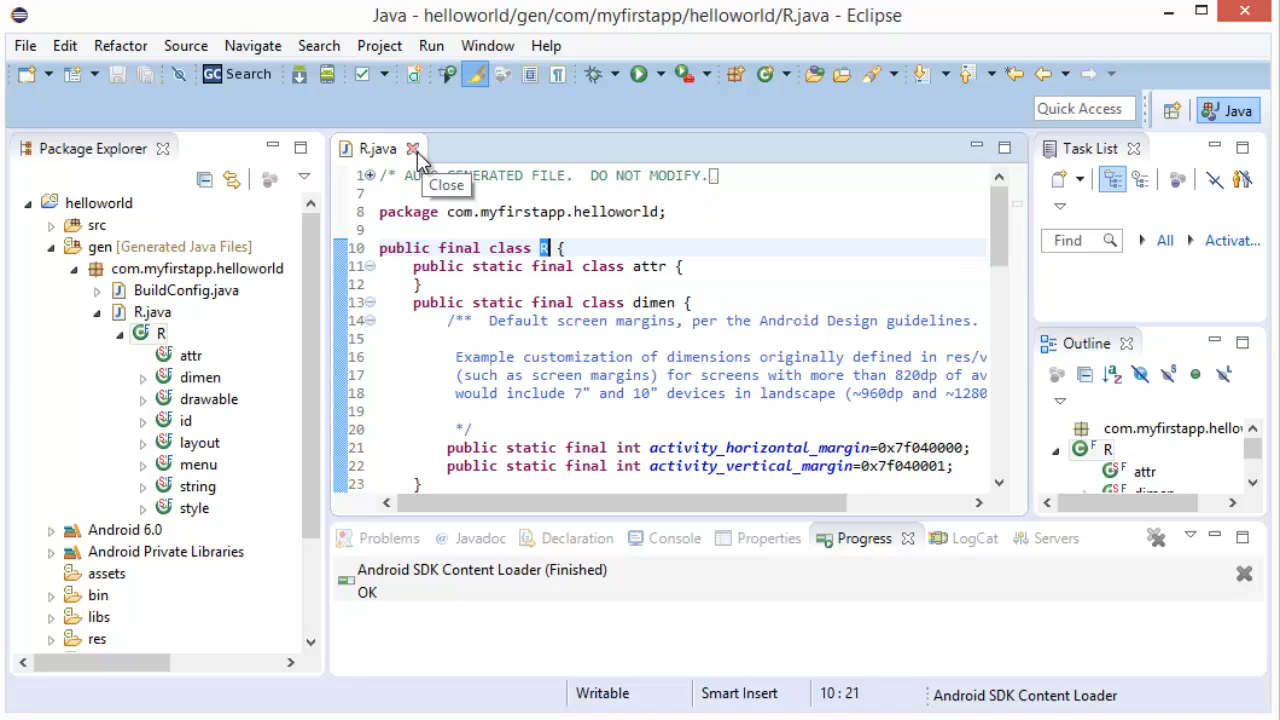 Java - helloworld/gen/com/myfirstapp/helloworld/R.java - Eclipse
File Edit Refactor Source Navigate Search Project Run Window Help
GC Search
Quick Access
Java
Package Explorer
helloworld
src
gen [Generated Java Files]
com.myfirstapp.helloworld
BuildConfig.java
R.java
R
attr
dimen
drawable
id
layout
menu
string
style
Android 6.0
Android Private Libraries
assets
bin
libs
res
R.java
Close
1 /* AU GENERATED FILE. DO NOT MODIFY.
7
8 package com.myfirstapp.helloworld;
9
10 public final class R {
11 public static final class attr {
12 }
13 public static final class dimen {
14 /** Default screen margins, per the Android Design guidelines.
15
16 Example customization of dimensions originally defined in res/v
17 (such as screen margins) for screens with more than 820dp of av
18 would include 7" and 10" devices in landscape (~960dp and ~1280
19
20 */
21 public static final int activity_horizontal_margin=0x7f040000;
22 public static final int activity_vertical_margin=0x7f040001;
23 }
Task List
Find All Activat...
Outline
com.myfirstapp.hellow
R
attr
Problems Javadoc Declaration Console Properties Progress LogCat Servers
Android SDK Content Loader (Finished)
OK
Writable Smart Insert 10 : 21 Android SDK Content Loader